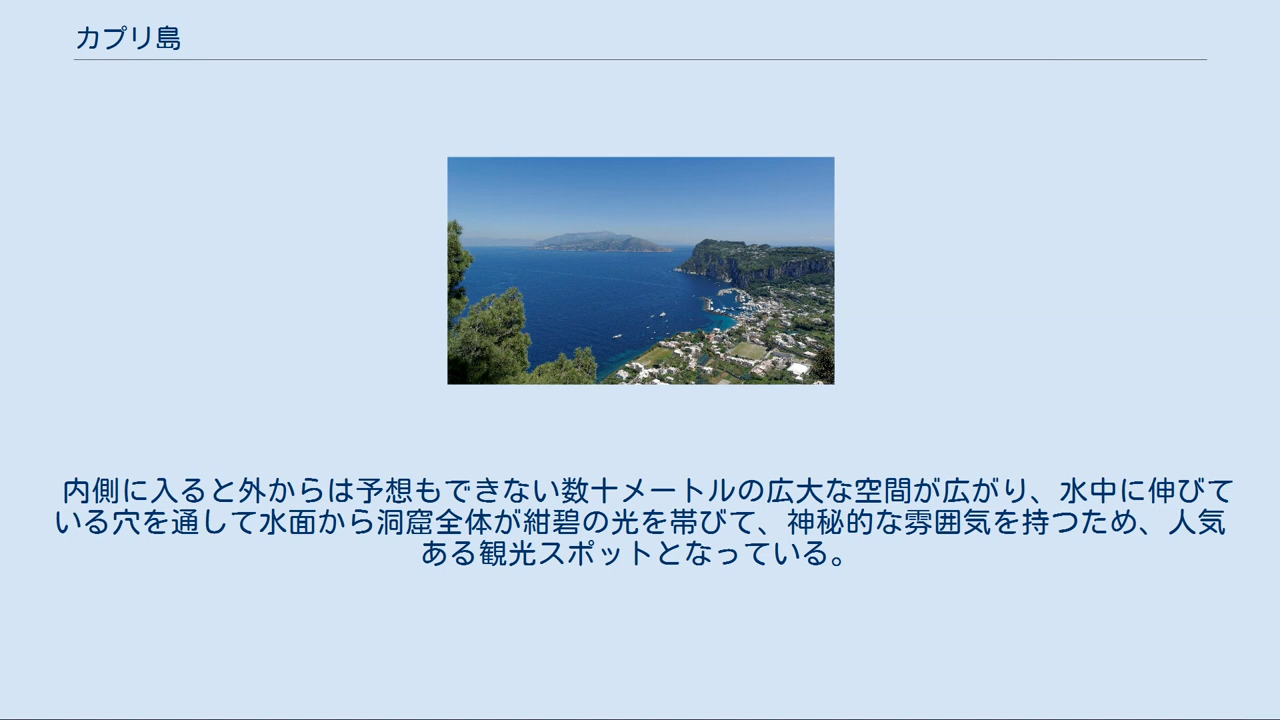 カプリ島
内側に入ると外からは予想もできない数十メートルの広大な空間が広がり、水中に伸びて
いる穴を通して水面から洞窟全体が紺碧の光を帯びて、神秘的な雰囲気を持つため、人気
ある観光スポットとなっている。